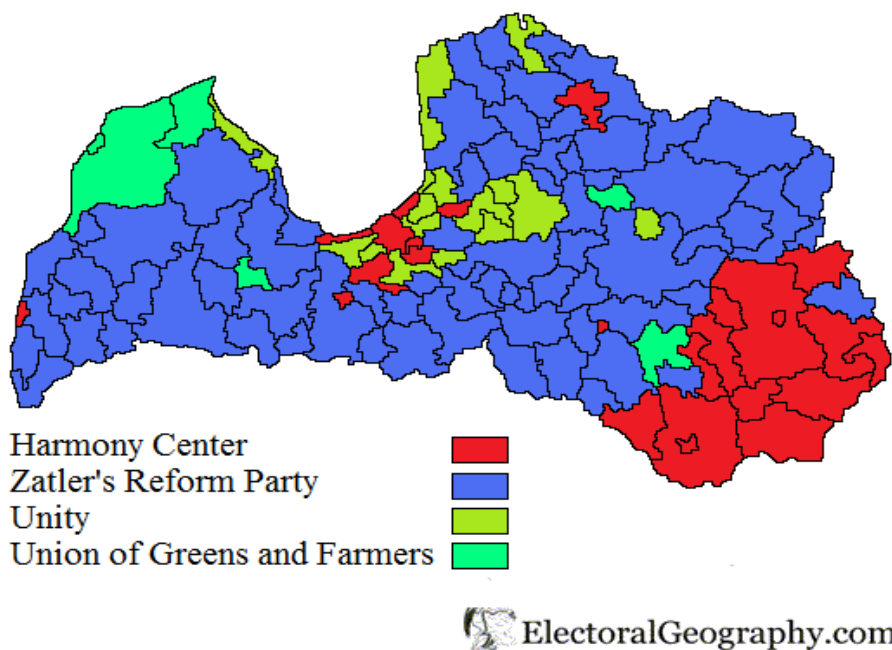 Harmony Center
Zatler's Reform Party
Unity
Union of Greens and Farmers
ElectoralGeography.com